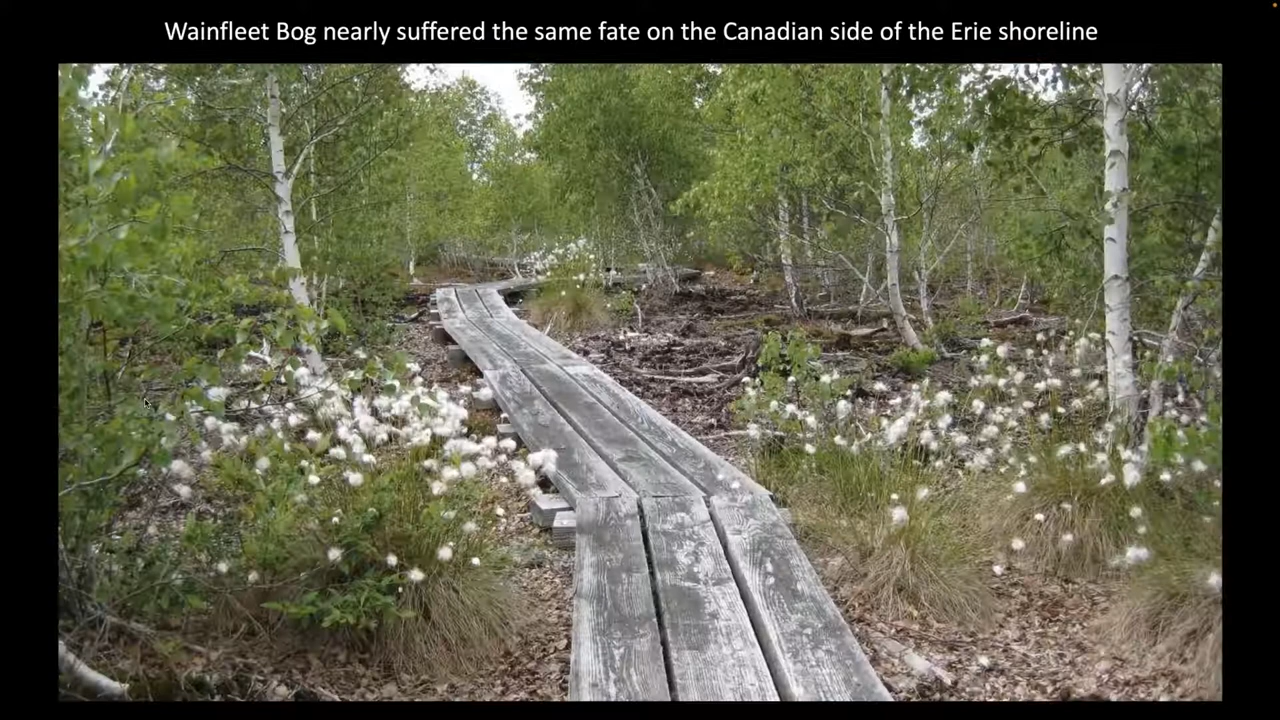 Wainfleet Bog nearly suffered the same fate on the Canadian side of the Erie shoreline